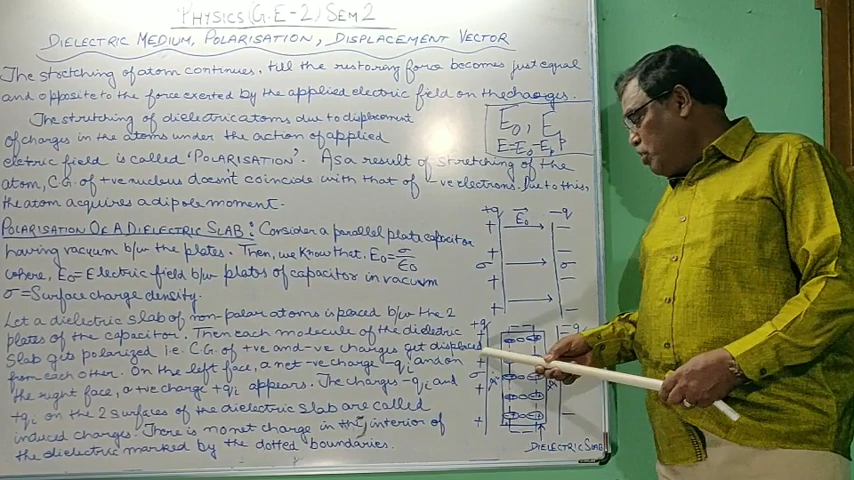 PHYSICS (G.E-2) SEM 2
DIELECTRIC MEDIUM, POLARISATION, DISPLACEMENT VECTOR
The stretching of atom continues, till the restoring force becomes just equal
and opposite to the force exerted by the applied electric field on the charges.
The stretching of dielectric atoms due to displacement
of charges in the atoms under the action of applied
electric field is called 'POLARISATION'. As a result of stretching of the
atom, C.G. of +ve nucleus doesn't coincide with that of -ve electrons. Due to this,
the atom acquires a dipole moment.
E₀, E
E=E₀-Ep
POLARISATION OF A DIELECTRIC SLAB: Consider a parallel plate capacitor
having vacuum b/w the plates. Then, we know that, E₀=σ/ε₀
where, E₀=Electric field b/w plates of capacitor in vacuum
σ=Surface charge density.
Let a dielectric slab of non-polar atoms is placed b/w the 2
plates of the capacitor. Then each molecule of the dielectric
slab gets polarized i.e. C.G. of +ve and -ve charges get displaced
from each other. On the left face, a net -ve charge -qi and on
the right face, a +ve charge +qi appears. The charges -qi and
+qi on the 2 surfaces of the dielectric slab are called
induced charges. There is no net charge in the interior of
the dielectric marked by the dotted boundaries.
+q E₀ -q
+ -
+ -
σ σ
+ -
+ -
+q -q
+
σ
+
+ -
DIELECTRIC SLAB